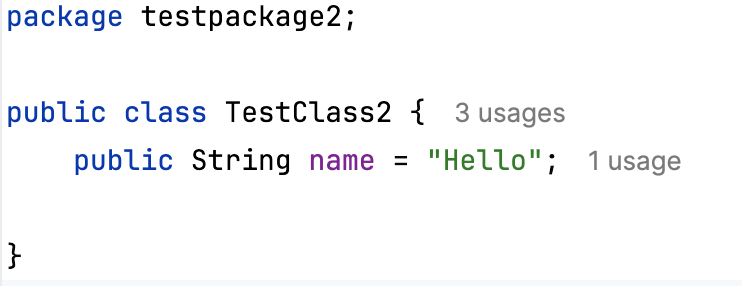 package testpackage2;
public class TestClass2 { 3 usages
public String name = "Hello"; 1 usage
}